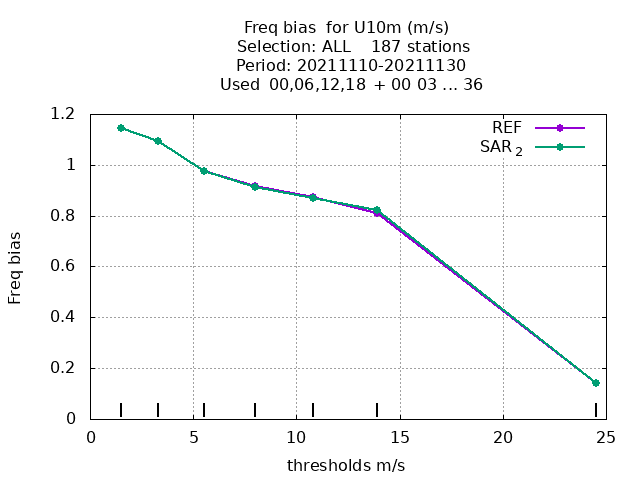 Freq bias  for U10m (m/s)
Selection: ALL    187 stations
Period: 20211110-20211130
Used  00,06,12,18  + 00 03 ... 36
REF
SAR 2
1.2
1
0.8
0.6
0.4
0.2
0
Freq bias
0 5 10 15 20 25
thresholds m/s